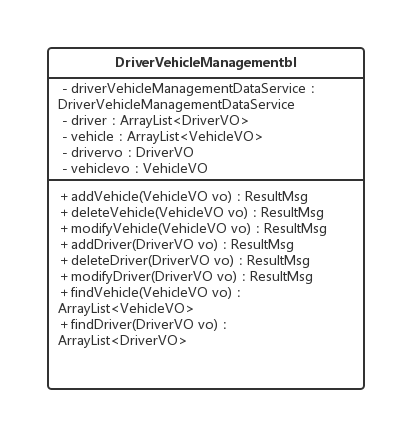 DriverVehicleManagementbl
- driverVehicleManagementDataService :
DriverVehicleManagementDataService
- driver : ArrayList<DriverVO>
- vehicle : ArrayList<VehicleVO>
- drivervo : DriverVO
- vehiclevo : VehicleVO
+ addVehicle(VehicleVO vo) : ResultMsg
+ deleteVehicle(VehicleVO vo) : ResultMsg
+ modifyVehicle(VehicleVO vo) : ResultMsg
+ addDriver(DriverVO vo) : ResultMsg
+ deleteDriver(DriverVO vo) : ResultMsg
+ modifyDriver(DriverVO vo) : ResultMsg
+ findVehicle(VehicleVO vo) :
ArrayList<VehicleVO>
+ findDriver(DriverVO vo) :
ArrayList<DriverVO>